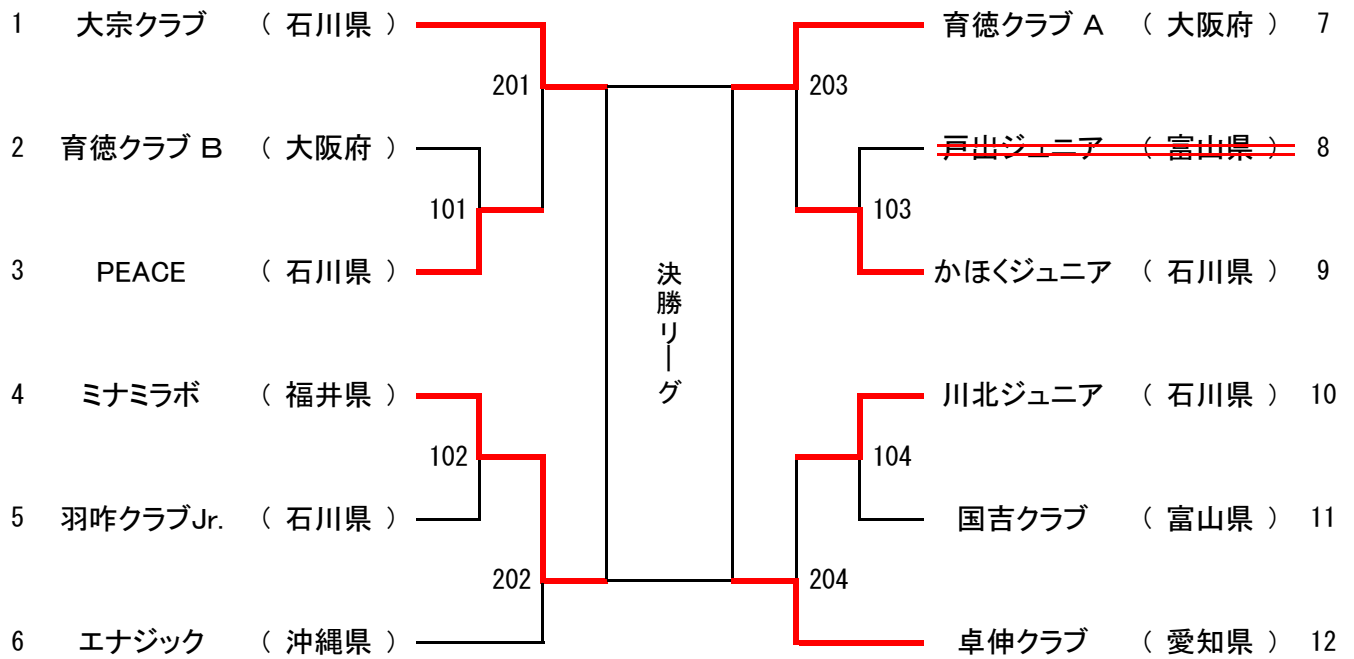 1 大宗クラブ ( 石川県 ) 育徳クラブ A ( 大阪府 ) 7
201 203
2 育徳クラブ B ( 大阪府 ) 戸出ジュニア ( 富山県 ) 8
101 103
3 PEACE ( 石川県 ) かほくジュニア ( 石川県 ) 9
決勝リーグ
4 ミナミラボ ( 福井県 ) 川北ジュニア ( 石川県 ) 10
102 104
5 羽咋クラブJr. ( 石川県 ) 国吉クラブ ( 富山県 ) 11
202 204
6 エナジック ( 沖縄県 ) 卓伸クラブ ( 愛知県 ) 12